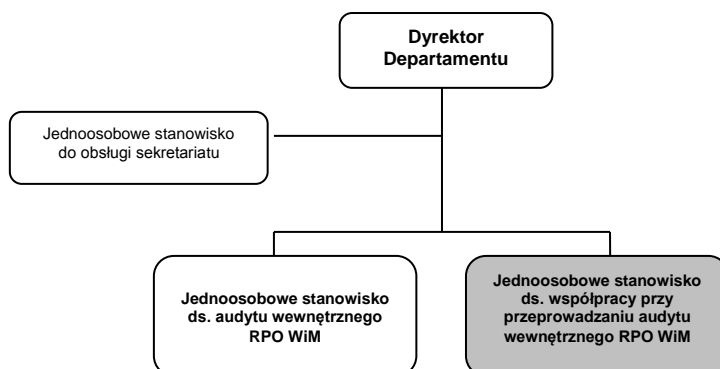 Dyrektor
Departamentu
Jednoosobowe stanowisko
do obsługi sekretariatu
Jednoosobowe stanowisko
ds. audytu wewnętrznego
RPO WiM
Jednoosobowe stanowisko
ds. współpracy przy
przeprowadzaniu audytu
wewnętrznego RPO WiM